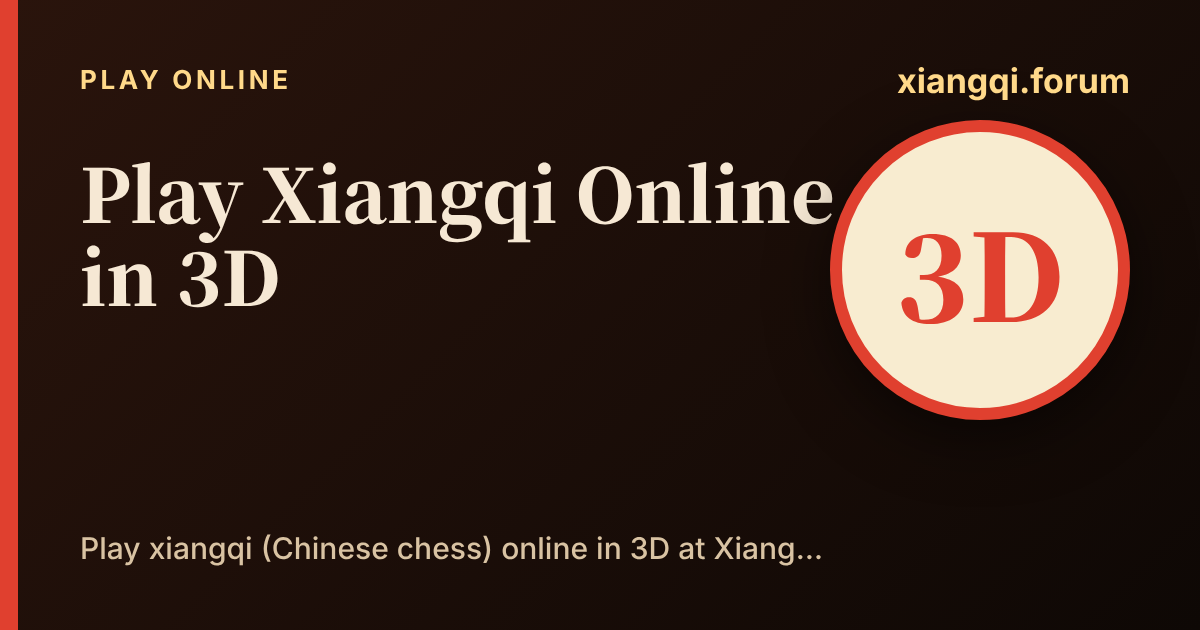 PLAY ONLINE
xiangqi.forum
Play Xiangqi Online
in 3D
3D
Play xiangqi (Chinese chess) online in 3D at Xiang...